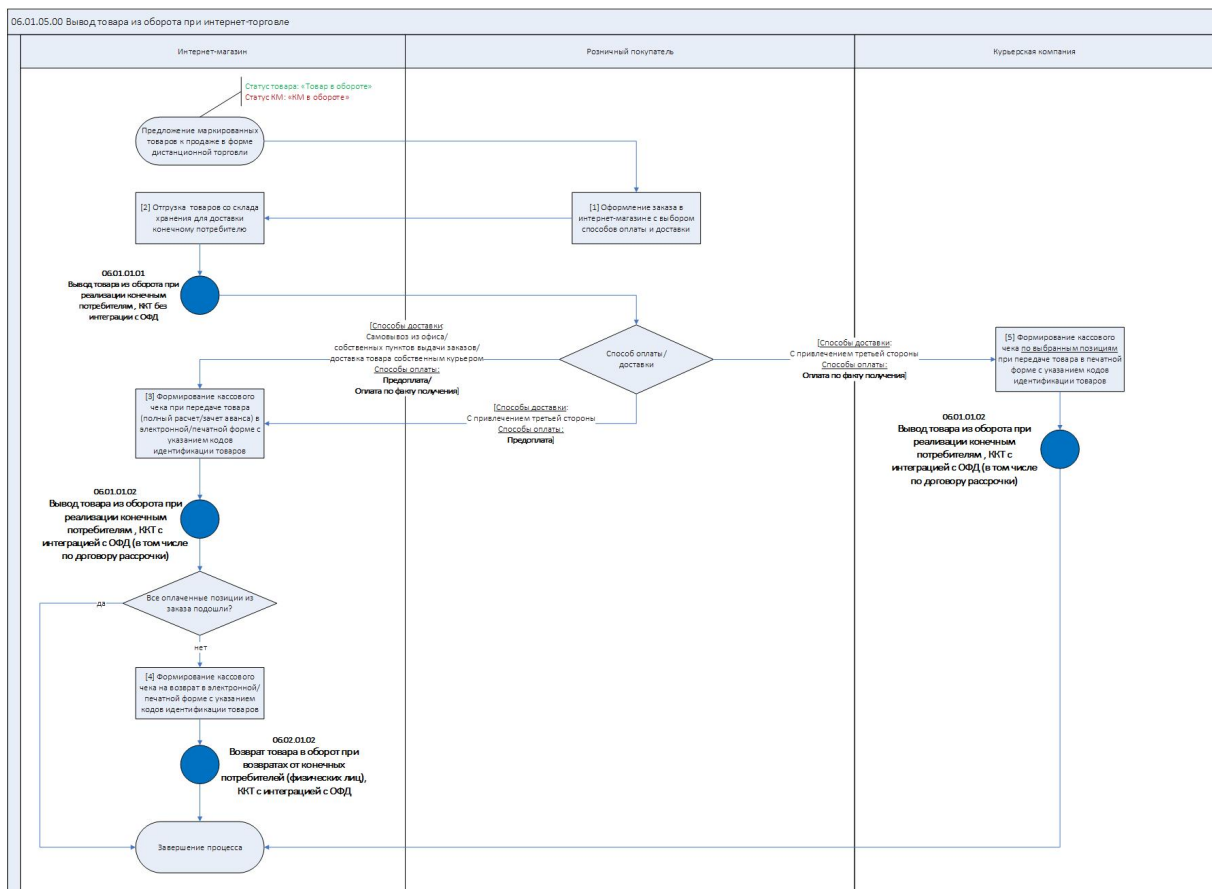 06.01.05.00 Вывод товара из оборота при интернет-торговле
Интернет-магазин
Розничный покупатель
Курьерская компания
Статус товара: «Товар в обороте»
Статус КМ: «КМ в обороте»
Предложение маркированных
товаров к продаже в форме
дистанционной торговли
[2] Отгрузка товаров со склада
хранения для доставки
конечному потребителю
[1] Оформление заказа в
интернет-магазине с выбором
способов оплаты и доставки
06.01.01.01
Вывод товара из оборота при
реализации конечным
потребителям , ККТ без
интеграции с ОФД
[Способы доставки:
Самовывоз из офиса/
собственных пунктов выдачи заказов/
доставка товара собственным курьером
Способы оплаты:
Предоплата/
Оплата по факту получения]
Способ оплаты/
доставки
[Способы доставки:
С привлечением третьей стороны
Способы оплаты:
Оплата по факту получения]
[5] Формирование кассового
чека по выбранным позициям
при передаче товара в печатной
форме с указанием кодов
идентификации товаров
[3] Формирование кассового
чека при передаче товара
(полный расчет/зачет аванса) в
электронной/печатной форме с
указанием кодов
идентификации товаров
[Способы доставки:
С привлечением третьей стороны
Способы оплаты:
Предоплата]
06.01.01.02
Вывод товара из оборота при
реализации конечным
потребителям , ККТ с
интеграцией с ОФД (в том числе
по договору рассрочки)
06.01.01.02
Вывод товара из оборота при
реализации конечным
потребителям , ККТ с
интеграцией с ОФД (в том числе
по договору рассрочки)
Все оплаченные позиции из
заказа подошли?
да
нет
[4] Формирование кассового
чека на возврат в электронной/
печатной форме с указанием
кодов идентификации товаров
06.02.01.02
Возврат товара в оборот при
возвратах от конечных
потребителей (физических лиц),
ККТ с интеграцией с ОФД
Завершение процесса